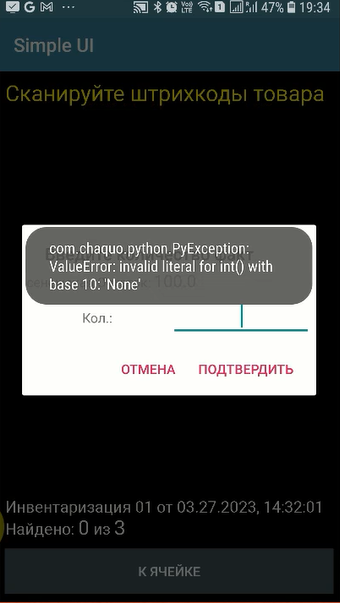 47% 19:34
Simple UI
Сканируйте штрихкоды товара
com.chaquo.python.PyException:
ValueError: invalid literal for int() with
base 10: 'None'
Кол.:
ОТМЕНА ПОДТВЕРДИТЬ
Инвентаризация 01 от 03.27.2023, 14:32:01
Найдено: 0 из 3
К ЯЧЕЙКЕ